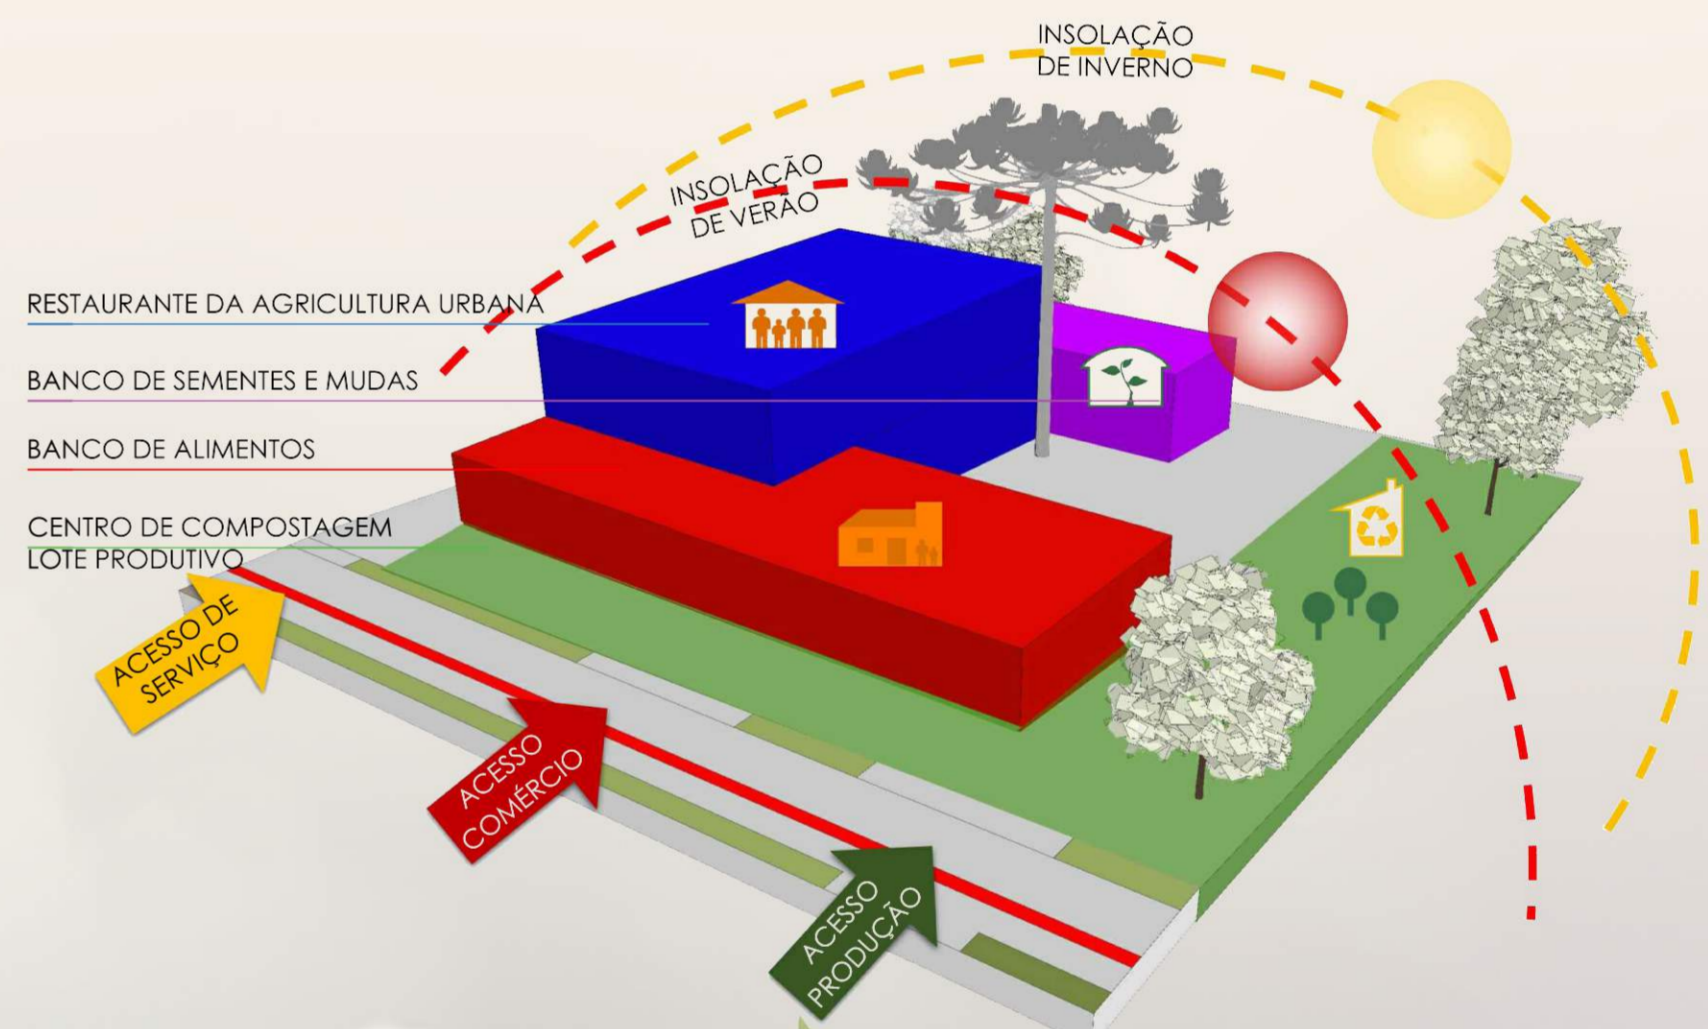 INSOLAÇÃO
DE INVERNO
INSOLAÇÃO
DE VERÃO
RESTAURANTE DA AGRICULTURA URBANA
BANCO DE SEMENTES E MUDAS
BANCO DE ALIMENTOS
CENTRO DE COMPOSTAGEM
LOTE PRODUTIVO
ACESSO DE
SERVIÇO
ACESSO
COMÉRCIO
ACESSO
PRODUÇÃO